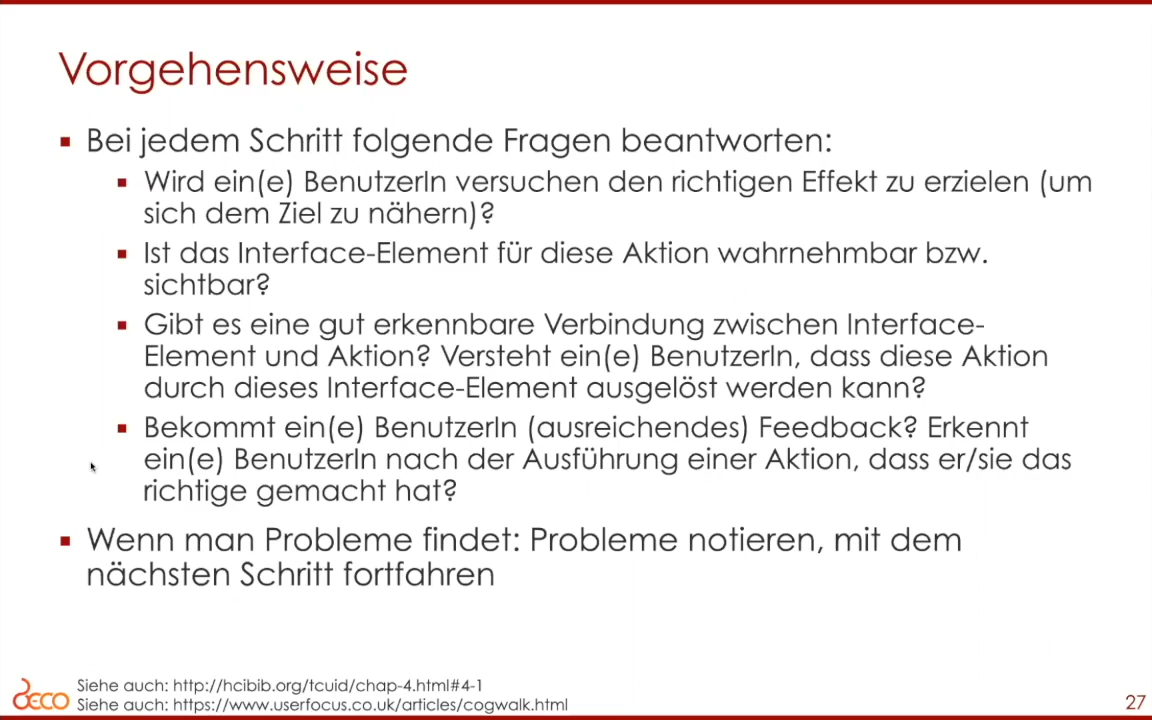 Vorgehensweise
Bei jedem Schritt folgende Fragen beantworten:
Wird ein(e) BenutzerIn versuchen den richtigen Effekt zu erzielen (um
sich dem Ziel zu nähern)?
Ist das Interface-Element für diese Aktion wahrnehmbar bzw.
sichtbar?
Gibt es eine gut erkennbare Verbindung zwischen Interface-
Element und Aktion? Versteht ein(e) BenutzerIn, dass diese Aktion
durch dieses Interface-Element ausgelöst werden kann?
Bekommt ein(e) BenutzerIn (ausreichendes) Feedback? Erkennt
ein(e) BenutzerIn nach der Ausführung einer Aktion, dass er/sie das
richtige gemacht hat?
Wenn man Probleme findet: Probleme notieren, mit dem
nächsten Schritt fortfahren
Siehe auch: http://hcibib.org/tcuid/chap-4.html#4-1
DECO Siehe auch: https://www.userfocus.co.uk/articles/cogwalk.html
27